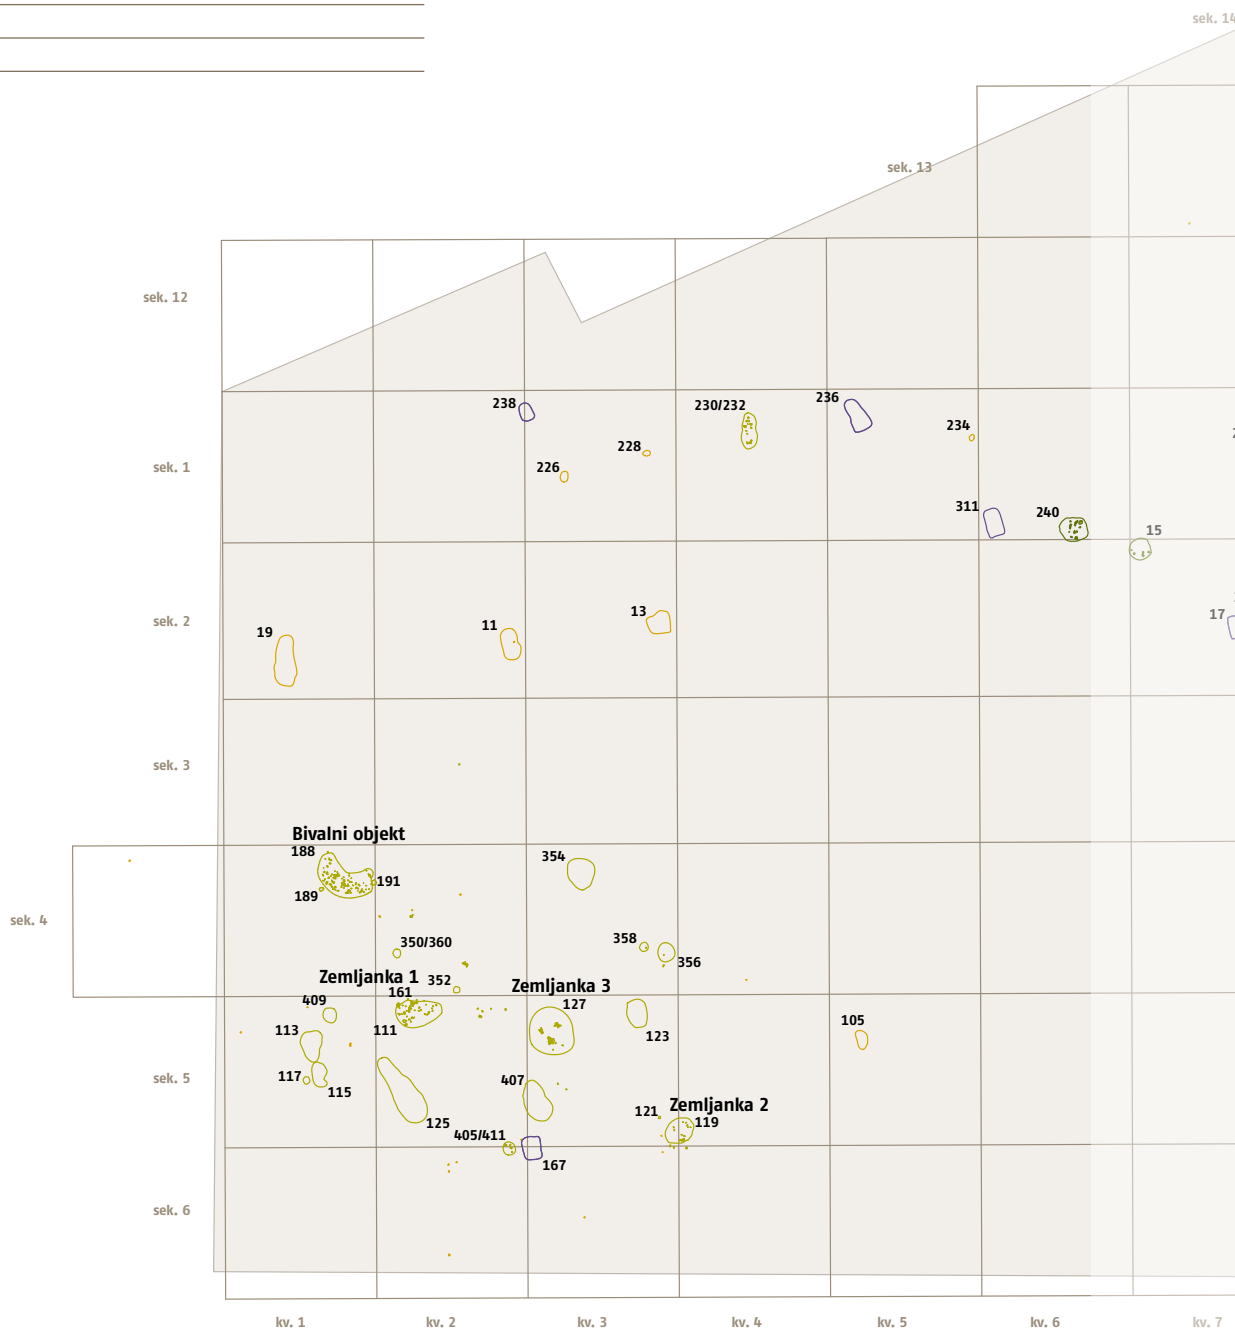 sek. 14
sek. 13
sek. 12
238
230/232
236
234
228
226
sek. 1
311
240
15
13
17
sek. 2
11
19
sek. 3
Bivalni objekt
188
354
191
189
sek. 4
358
350/360
356
Zemljanka 1
352
Zemljanka 3
161
409
127
105
113
111
123
117
sek. 5
407
115
Zemljanka 2
121
125
119
405/411
167
sek. 6
kv. 1
kv. 2
kv. 3
kv. 4
kv. 5
kv. 6
kv. 7